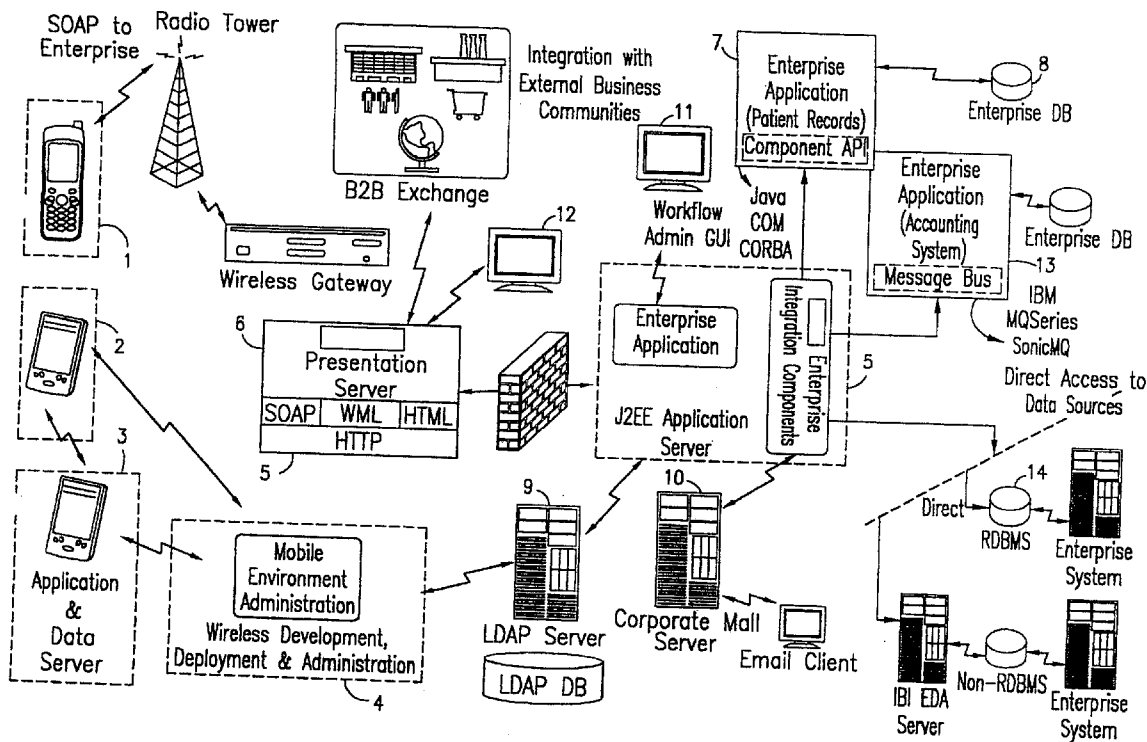 SOAP to
Enterprise
Radio Tower
1
2
3
Application
&
Data
Server
Integration with
External Business
Communities
B2B Exchange
Wireless Gateway
12
6
Presentation
Server
SOAP WML HTML
HTTP
5
Mobile
Environment
Administration
Wireless Development,
Deployment & Administration
4
11
Workflow
Admin GUI
Enterprise
Application
J2EE Application
Server
Enterprise
Integration Components
5
7
Enterprise
Application
(Patient Records)
Component API
Java
COM
CORBA
8
Enterprise DB
Enterprise
Application
(Accounting
System)
Message Bus
Enterprise DB
13
IBM
MQSeries
SonicMQ
Direct Access to
Data Sources
9
LDAP Server
LDAP DB
10
Corporate Mall
Server
Email Client
Direct
14
RDBMS
Enterprise
System
IBI EDA
Server
Non-RDBMS
Enterprise
System